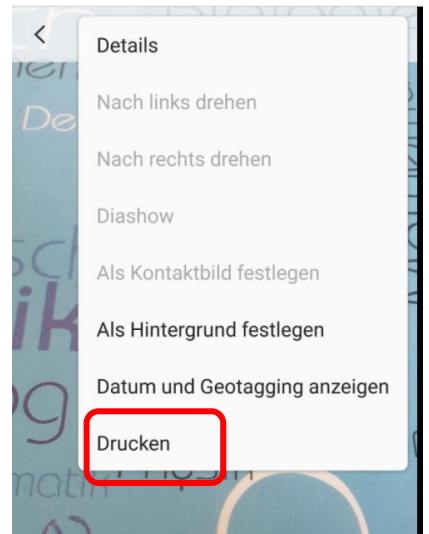 Details
Nach links drehen
De
Nach rechts drehen
Diashow
Als Kontaktbild festlegen
Als Hintergrund festlegen
Datum und Geotagging anzeigen
Drucken